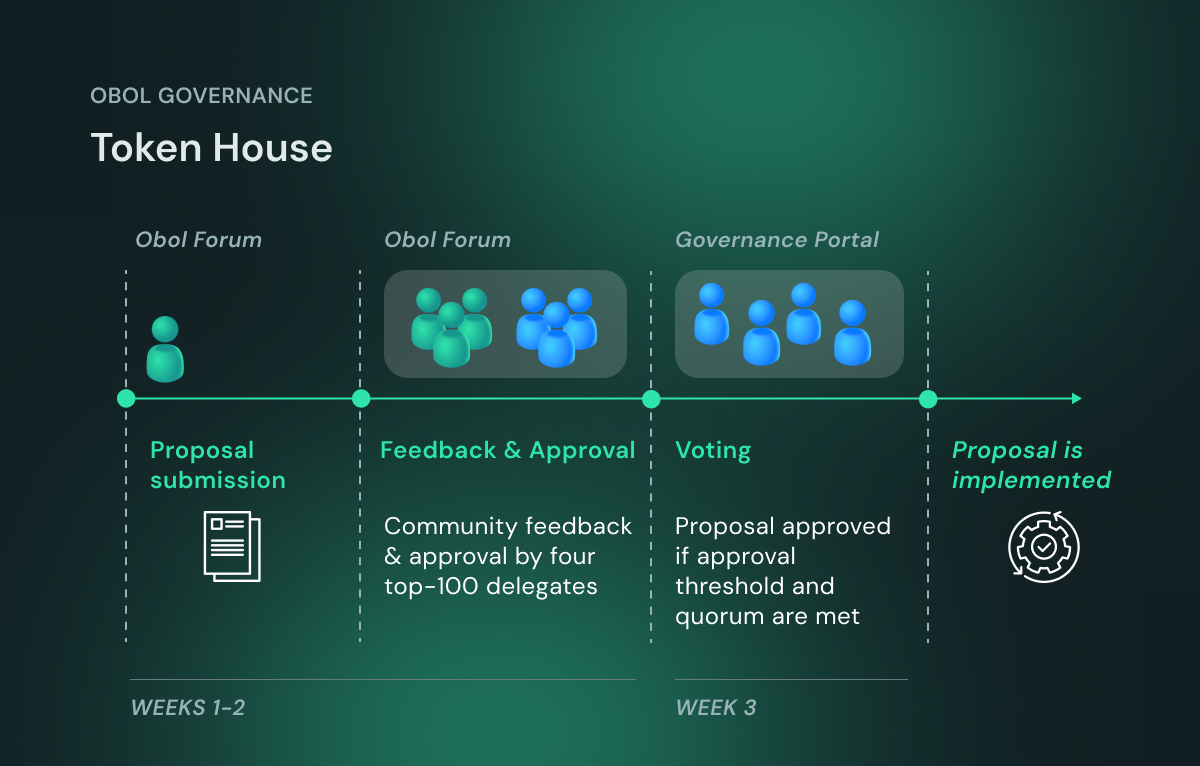 OBOL GOVERNANCE
Token House
Obol Forum
Obol Forum
Governance Portal
Proposal
submission
Feedback & Approval
Community feedback
& approval by four
top-100 delegates
Voting
Proposal approved
if approval
threshold and
quorum are met
Proposal is
implemented
WEEKS 1-2
WEEK 3